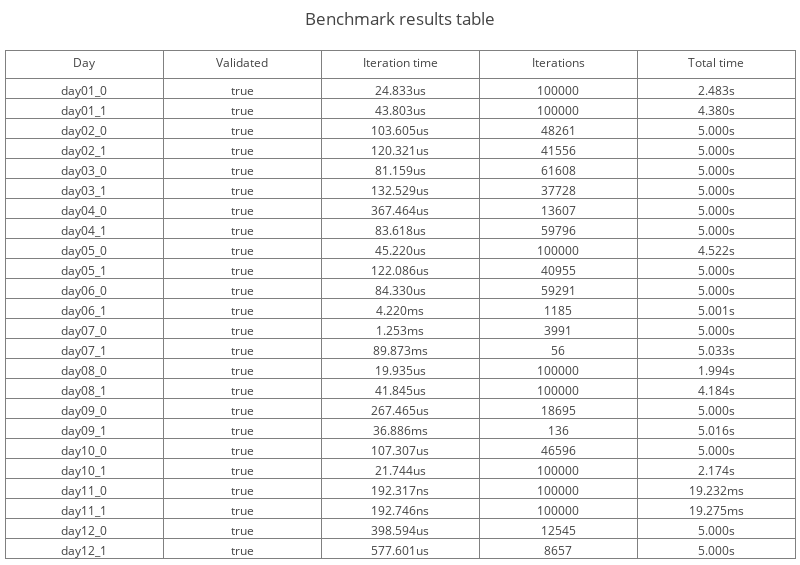 Benchmark results table
Day Validated Iteration time Iterations Total time
day01_0 true 24.833us 100000 2.483s
day01_1 true 43.803us 100000 4.380s
day02_0 true 103.605us 48261 5.000s
day02_1 true 120.321us 41556 5.000s
day03_0 true 81.159us 61608 5.000s
day03_1 true 132.529us 37728 5.000s
day04_0 true 367.464us 13607 5.000s
day04_1 true 83.618us 59796 5.000s
day05_0 true 45.220us 100000 4.522s
day05_1 true 122.086us 40955 5.000s
day06_0 true 84.330us 59291 5.000s
day06_1 true 4.220ms 1185 5.001s
day07_0 true 1.253ms 3991 5.000s
day07_1 true 89.873ms 56 5.033s
day08_0 true 19.935us 100000 1.994s
day08_1 true 41.845us 100000 4.184s
day09_0 true 267.465us 18695 5.000s
day09_1 true 36.886ms 136 5.016s
day10_0 true 107.307us 46596 5.000s
day10_1 true 21.744us 100000 2.174s
day11_0 true 192.317ns 100000 19.232ms
day11_1 true 192.746ns 100000 19.275ms
day12_0 true 398.594us 12545 5.000s
day12_1 true 577.601us 8657 5.000s